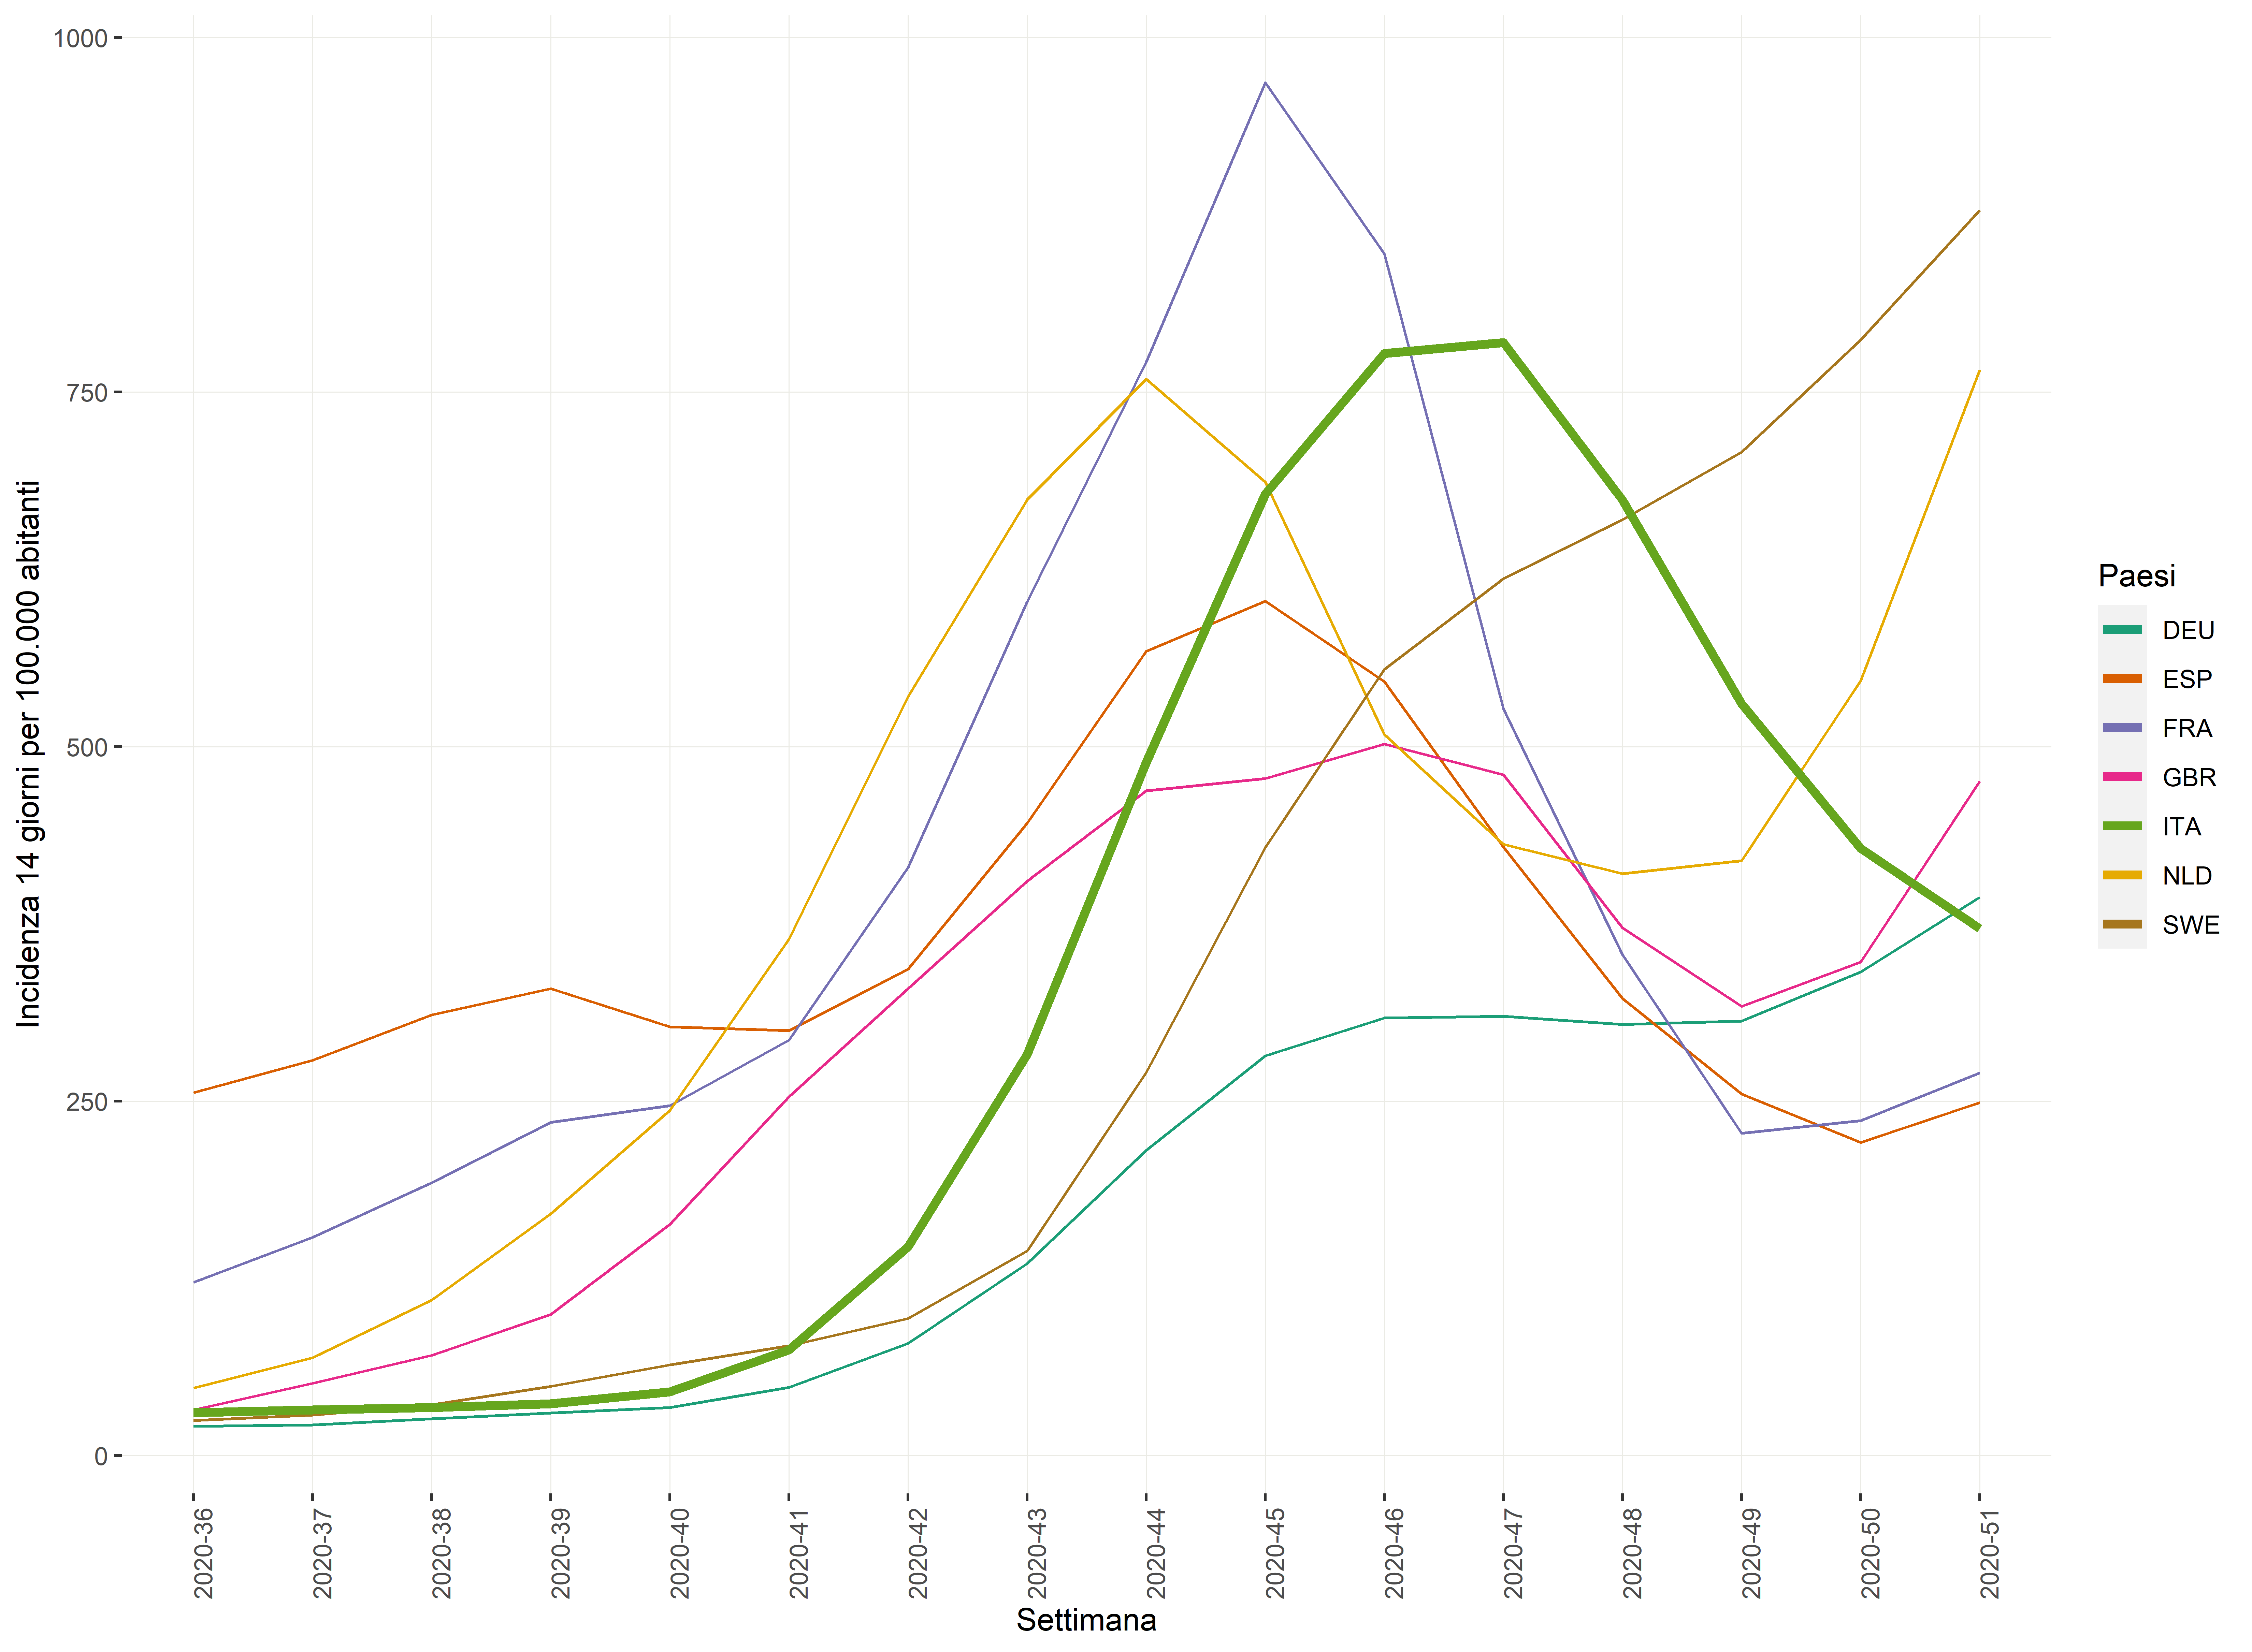 1000
750
500
250
0
Incidenza 14 giorni per 100.000 abitanti
2020-36
2020-37
2020-38
2020-39
2020-40
2020-41
2020-42
2020-43
2020-44
2020-45
2020-46
2020-47
2020-48
2020-49
2020-50
2020-51
Settimana
Paesi
DEU
ESP
FRA
GBR
ITA
NLD
SWE